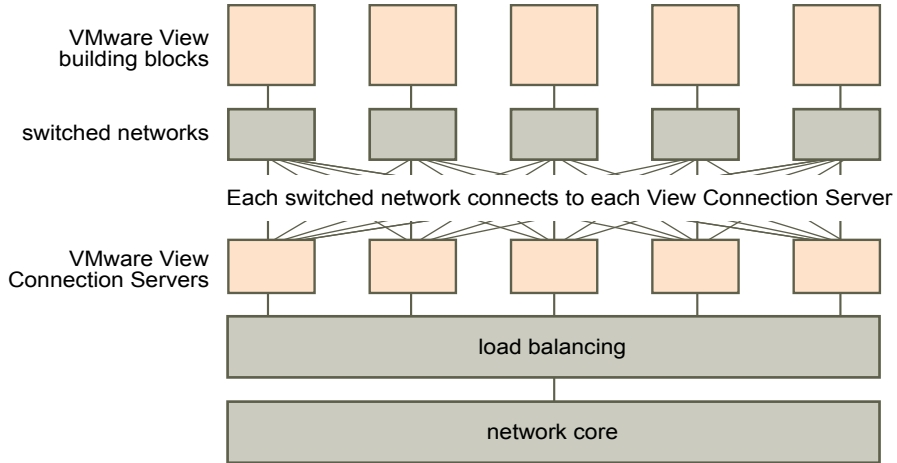 VMware View
building blocks
switched networks
Each switched network connects to each View Connection Server
VMware View
Connection Servers
load balancing
network core